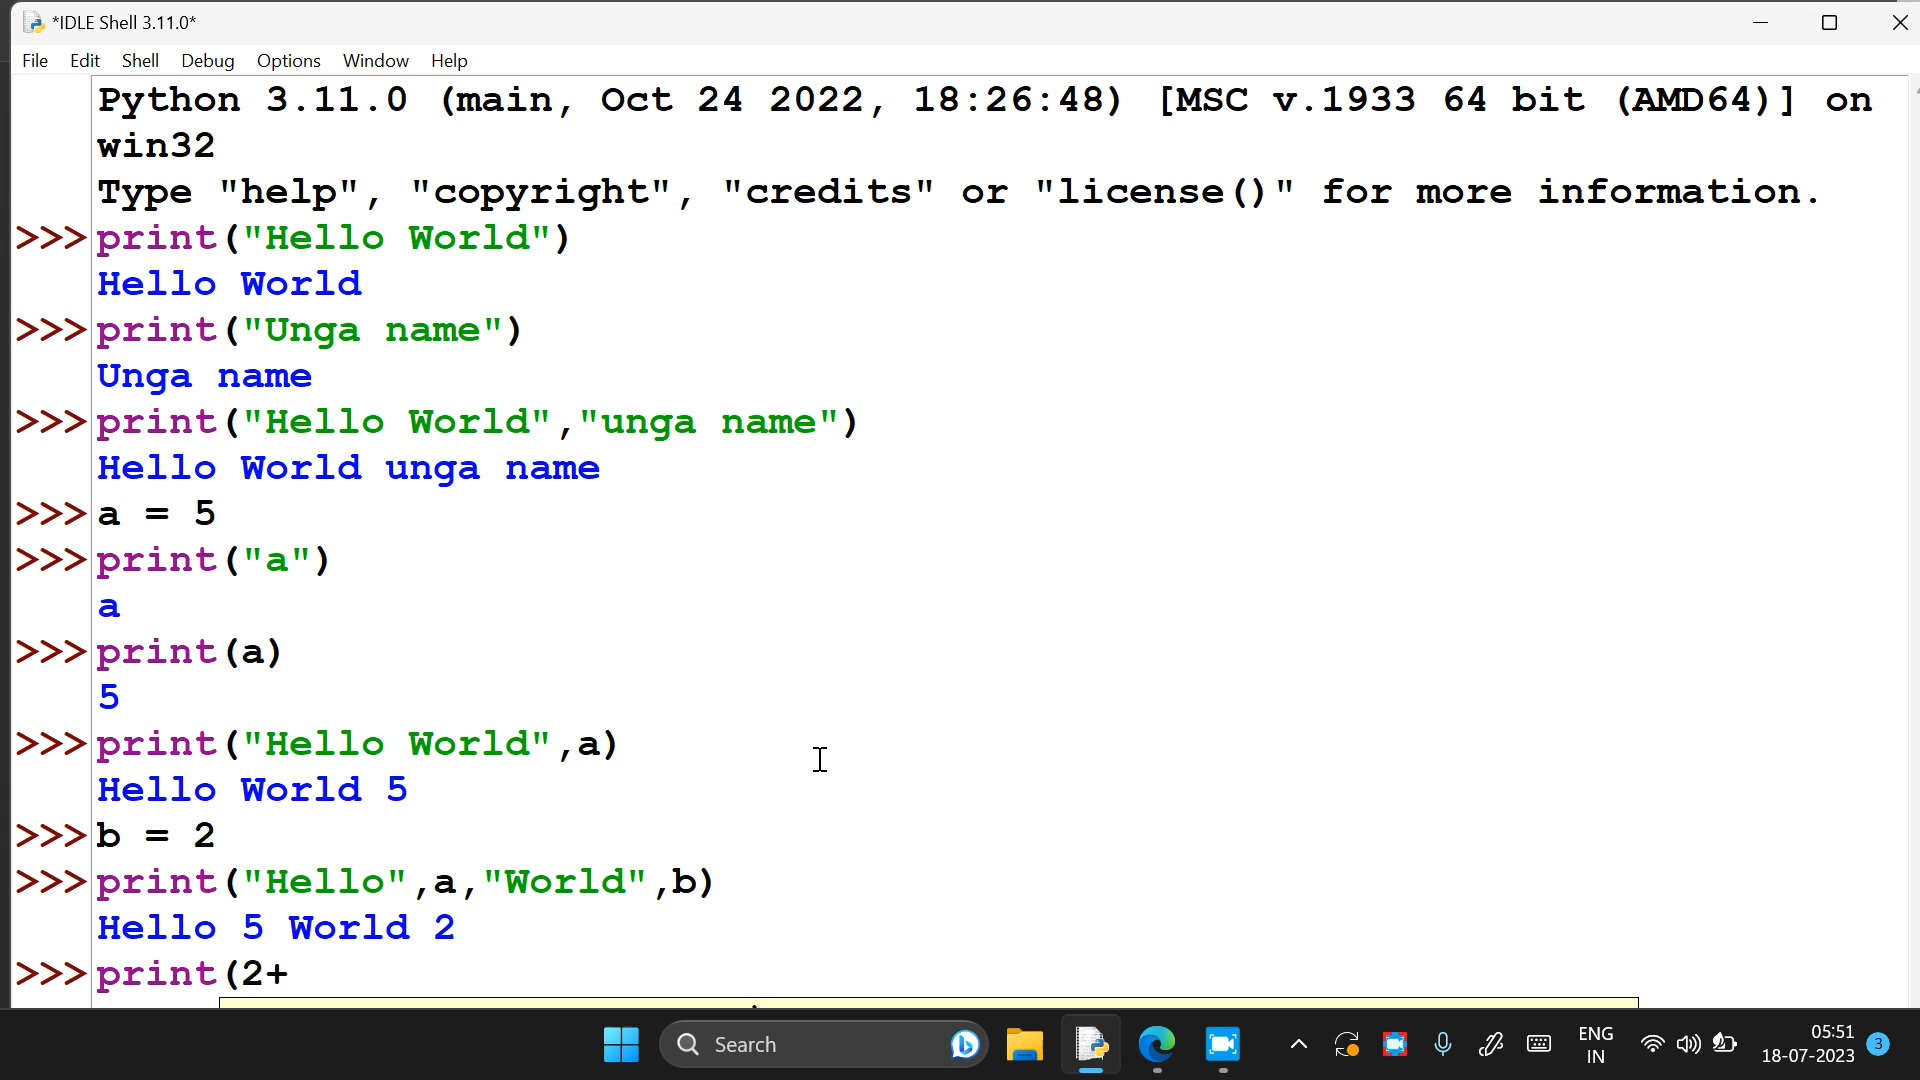 *IDLE Shell 3.11.0*
File Edit Shell Debug Options Window Help
Python 3.11.0 (main, Oct 24 2022, 18:26:48) [MSC v.1933 64 bit (AMD64)] on
win32
Type "help", "copyright", "credits" or "license()" for more information.
>>> print("Hello World")
Hello World
>>> print("Unga name")
Unga name
>>> print("Hello World","unga name")
Hello World unga name
>>> a = 5
>>> print("a")
a
>>> print(a)
5
>>> print("Hello World",a)
Hello World 5
>>> b = 2
>>> print("Hello",a,"World",b)
Hello 5 World 2
>>> print(2+
Search
ENG
IN
05:51
18-07-2023
3